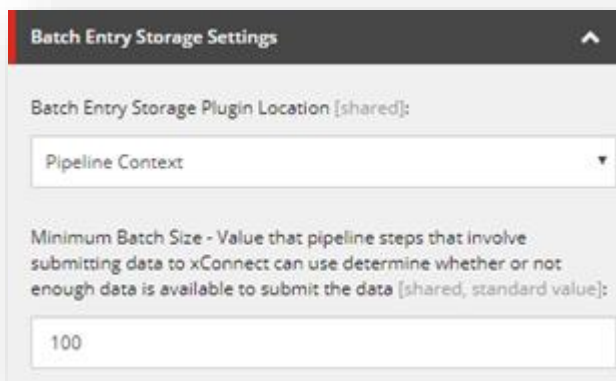 Batch Entry Storage Settings
Batch Entry Storage Plugin Location [shared]:
Pipeline Context
Minimum Batch Size - Value that pipeline steps that involve
submitting data to xConnect can use determine whether or not
enough data is available to submit the data [shared, standard value]:
100